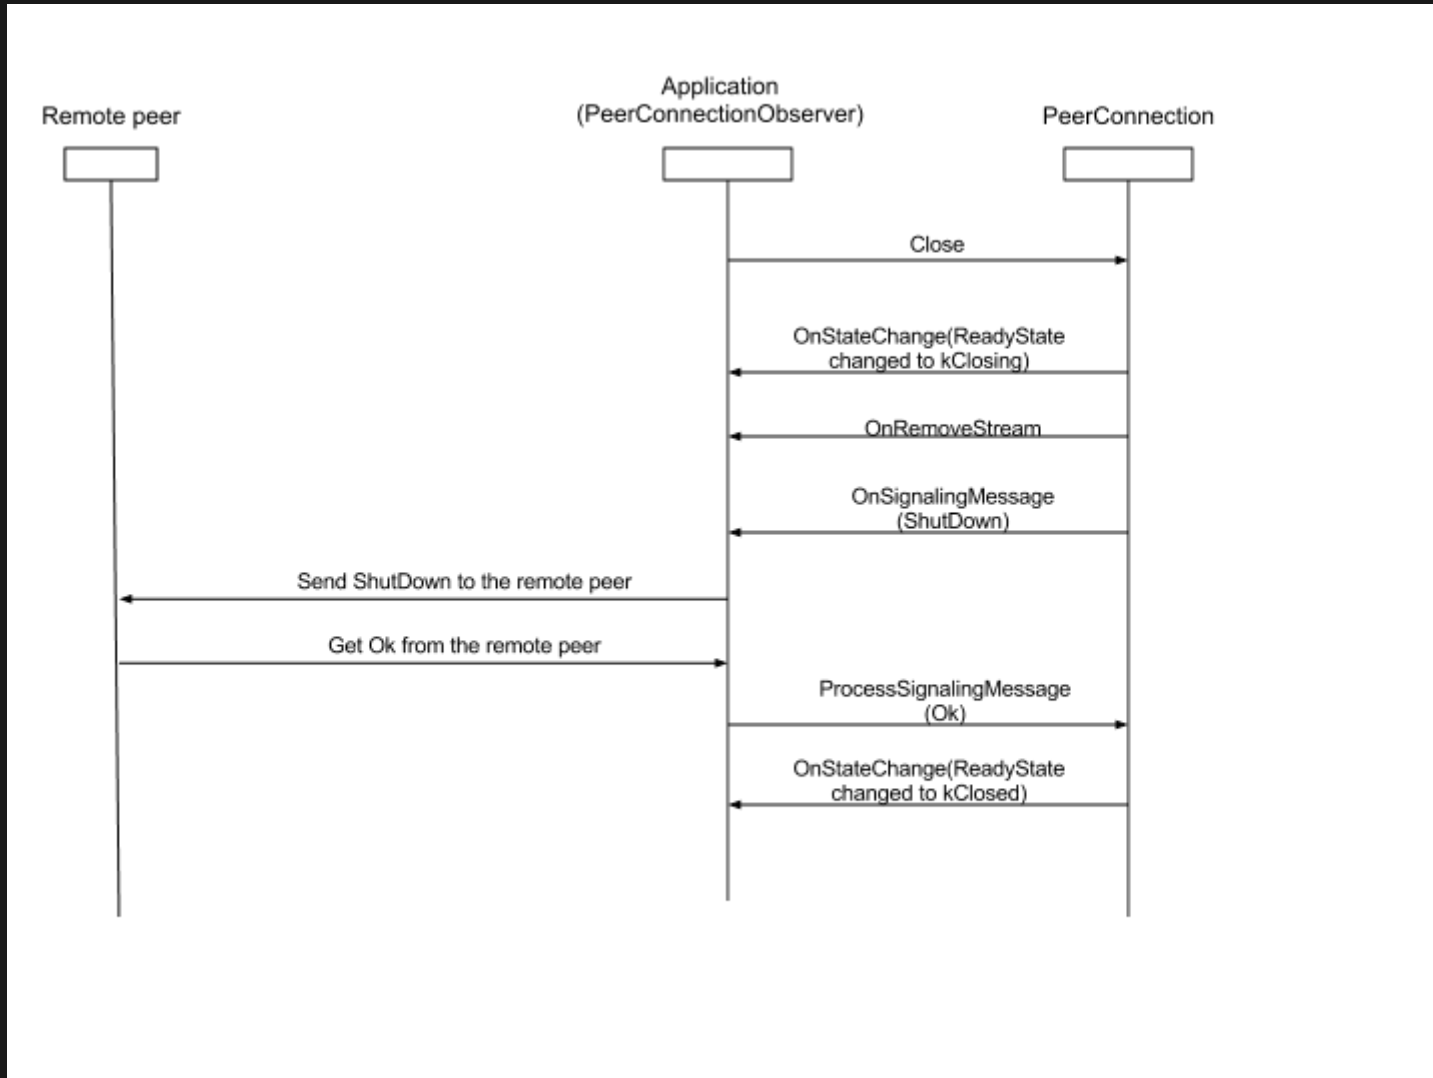 Application
(PeerConnectionObserver)
Remote peer
PeerConnection
Close
OnStateChange(ReadyState
changed to kClosing)
OnRemoveStream
OnSignalingMessage
(ShutDown)
Send ShutDown to the remote peer
Get Ok from the remote peer
ProcessSignalingMessage
(Ok)
OnStateChange(ReadyState
changed to kClosed)